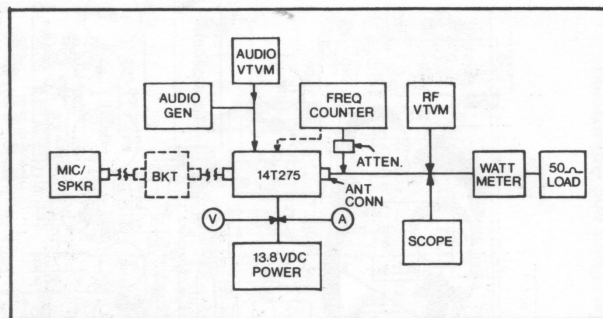 AUDIO
VTVM
AUDIO
GEN
FREQ
COUNTER
RF
VTVM
ATTEN.
MIC/
SPKR
BKT
14T275
ANT
CONN
WATT
METER
50Ω
LOAD
V
A
SCOPE
13.8 VDC
POWER